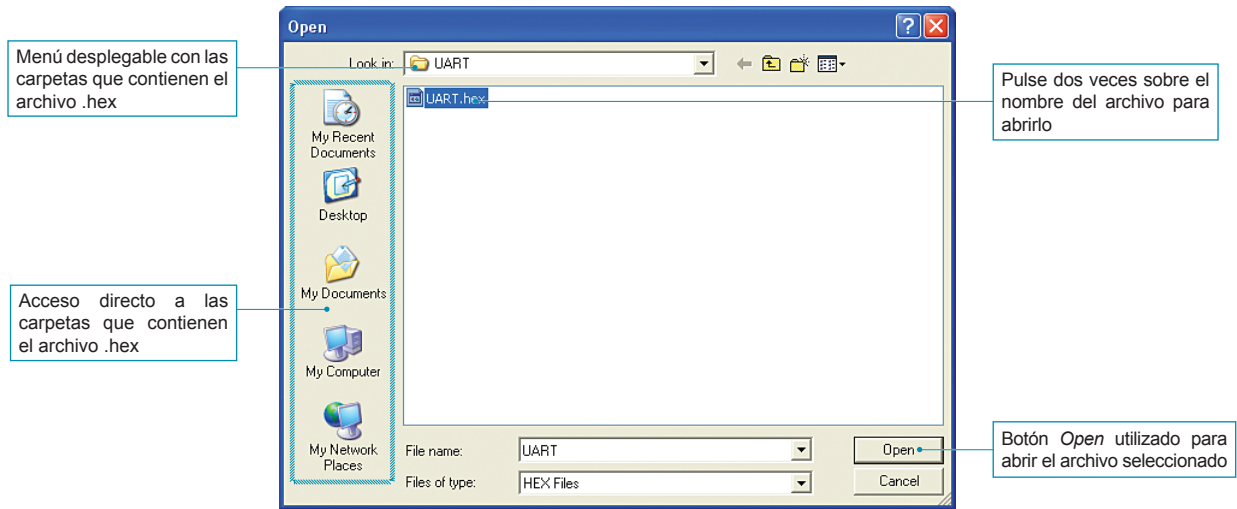 Open
Menú desplegable con las
carpetas que contienen el
archivo .hex
Look in:
UART
UART.hex
Pulse dos veces sobre el
nombre del archivo para
abrirlo
My Recent
Documents
Desktop
My Documents
Acceso directo a las
carpetas que contienen
el archivo .hex
My Computer
My Network
Places
File name:
UART
Open
Files of type:
HEX Files
Cancel
Botón Open utilizado para
abrir el archivo seleccionado